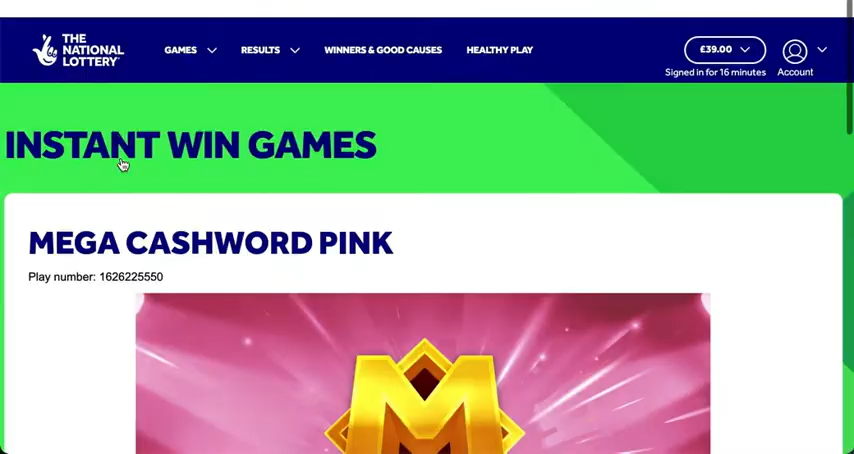 THE
NATIONAL
LOTTERY®
GAMES
RESULTS
WINNERS & GOOD CAUSES
HEALTHY PLAY
£39.00
Signed in for 16 minutes
Account
INSTANT WIN GAMES
MEGA CASHWORD PINK
Play number: 1626225550
M